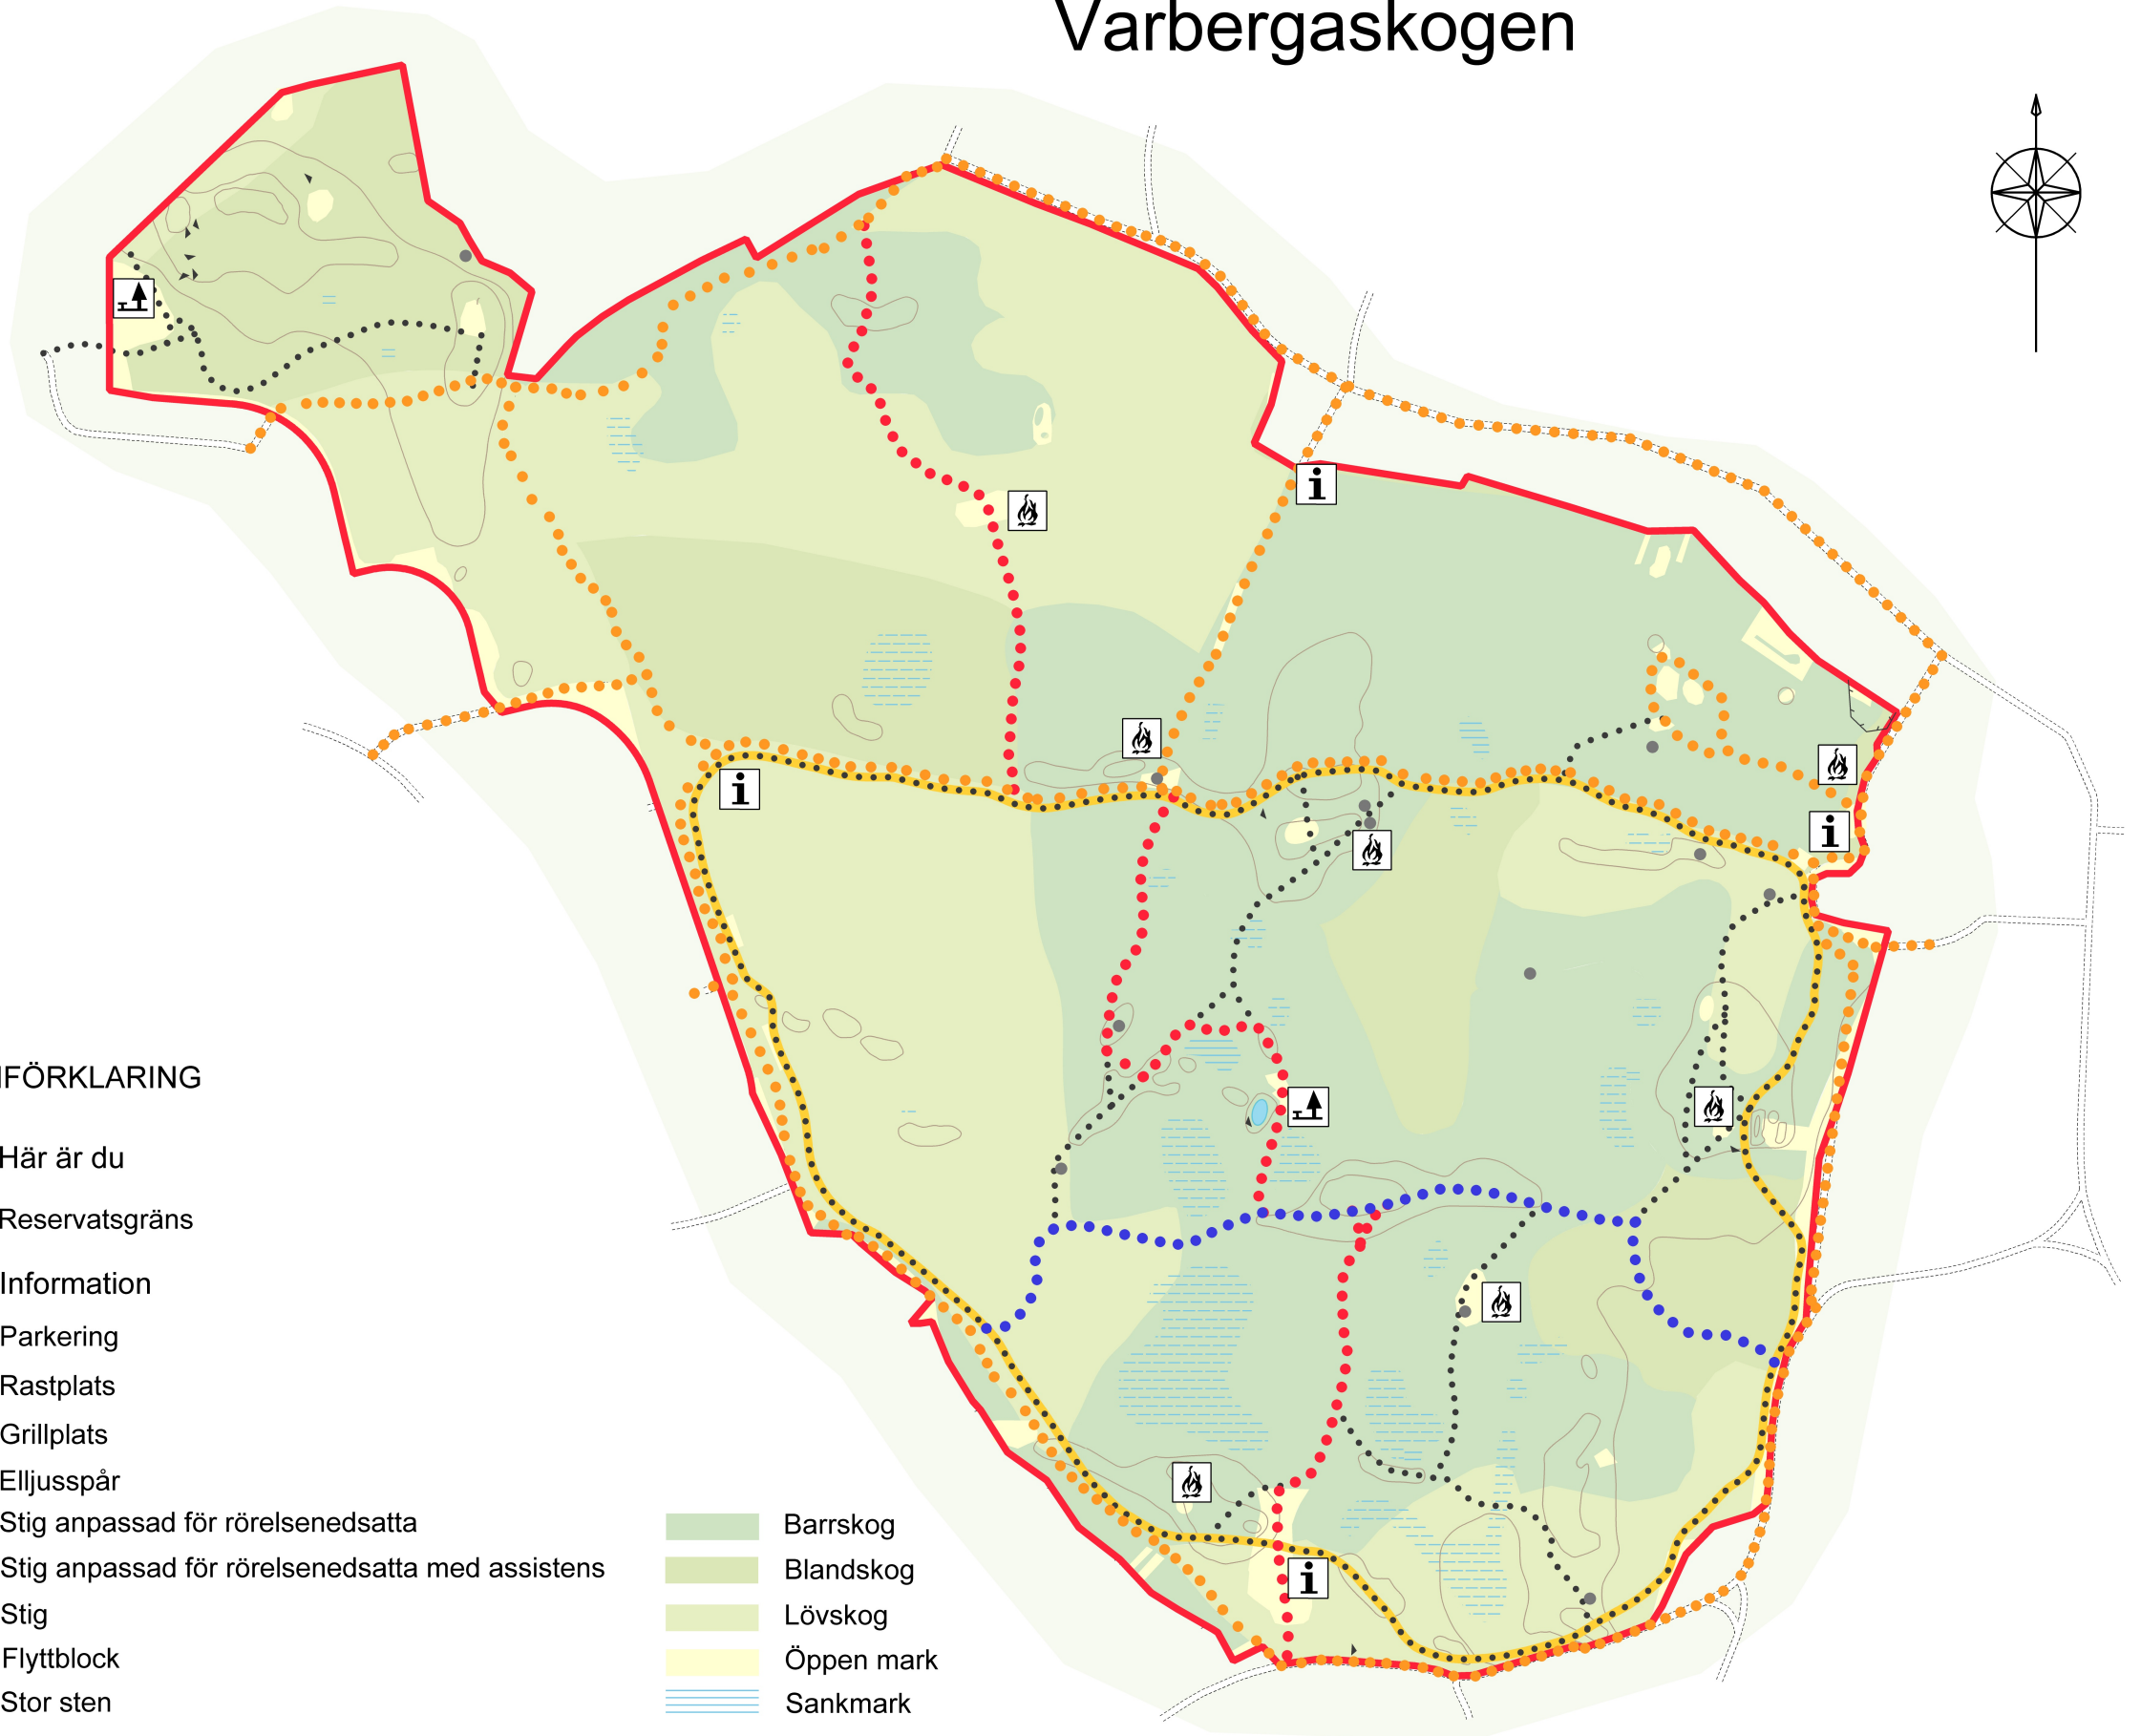 Varbergaskogen
i
i
i
IFÖRKLARING
Här är du
Reservatsgräns
Information
Parkering
Rastplats
Grillplats
Elljusspår
Stig anpassad för rörelsenedsatta
Stig anpassad för rörelsenedsatta med assistens
Stig
Flyttblock
Stor sten
Barrskog
Blandskog
Lövskog
Öppen mark
Sankmark
i